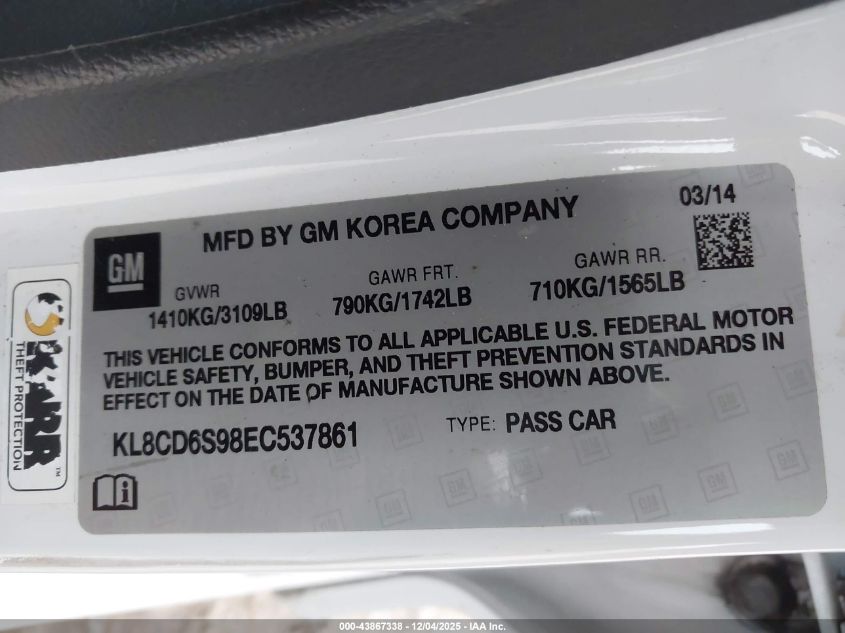 MFD BY GM KOREA COMPANY
03/14
GM
GVWR
1410KG/3109LB
GAWR FRT.
790KG/1742LB
GAWR RR.
710KG/1565LB
THIS VEHICLE CONFORMS TO ALL APPLICABLE U.S. FEDERAL MOTOR
VEHICLE SAFETY, BUMPER, AND THEFT PREVENTION STANDARDS IN
EFFECT ON THE DATE OF MANUFACTURE SHOWN ABOVE.
KL8CD6S98EC537861
TYPE: PASS CAR
THEFT PROTECTION
™
000-43867338 - 12/04/2025 - IAA Inc.